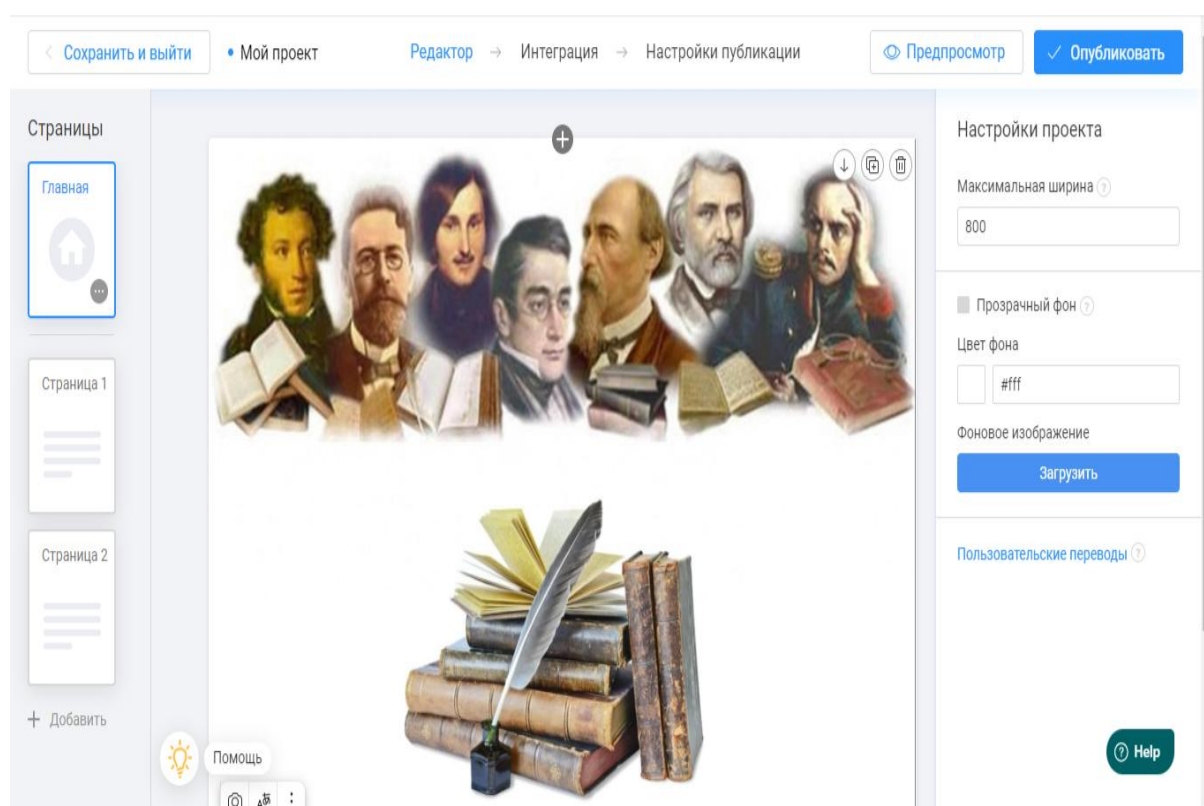 Сохранить и выйти
Мой проект
Редактор → Интеграция → Настройки публикации
Предпросмотр
Опубликовать
Страницы
Главная
Страница 1
Страница 2
+ Добавить
Помощь
Настройки проекта
Максимальная ширина ?
800
Прозрачный фон ?
Цвет фона
#fff
Фоновое изображение
Загрузить
Пользовательские переводы ?
? Help